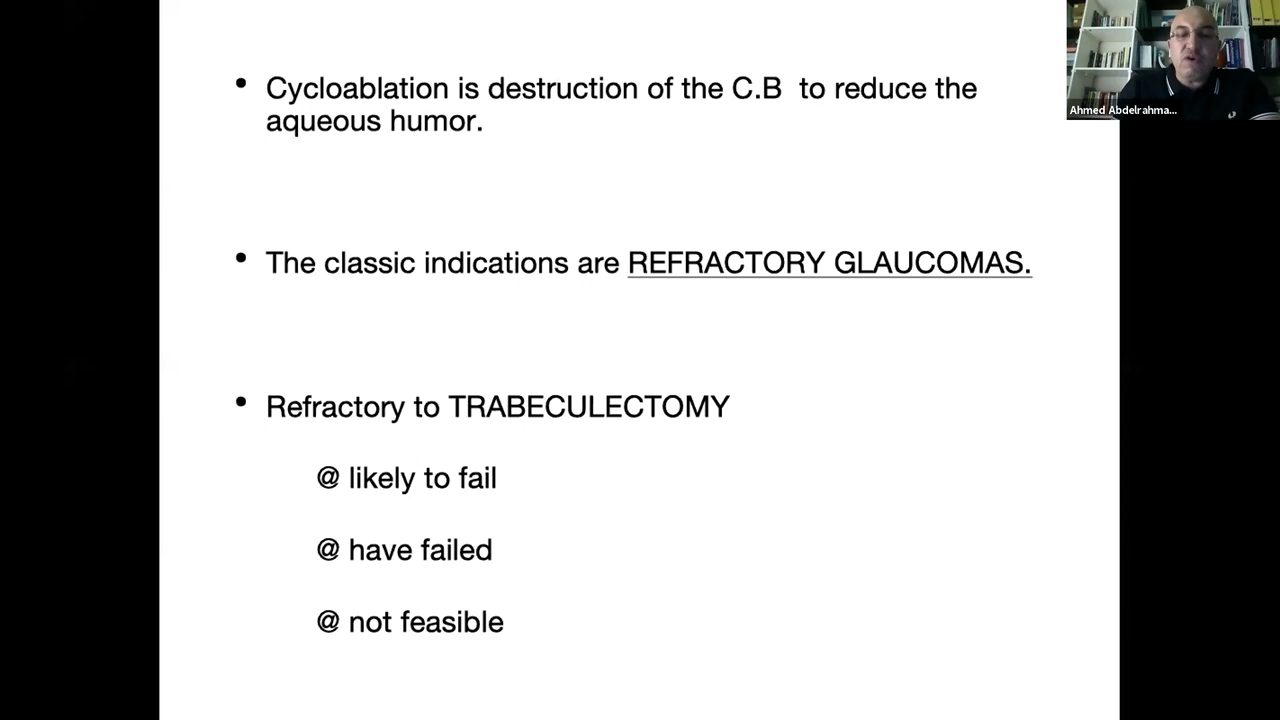 • Cycloablation is destruction of the C.B  to reduce the
aqueous humor.
• The classic indications are REFRACTORY GLAUCOMAS.
• Refractory to TRABECULECTOMY
@ likely to fail
@ have failed
@ not feasible
Ahmed Abdelrahma...